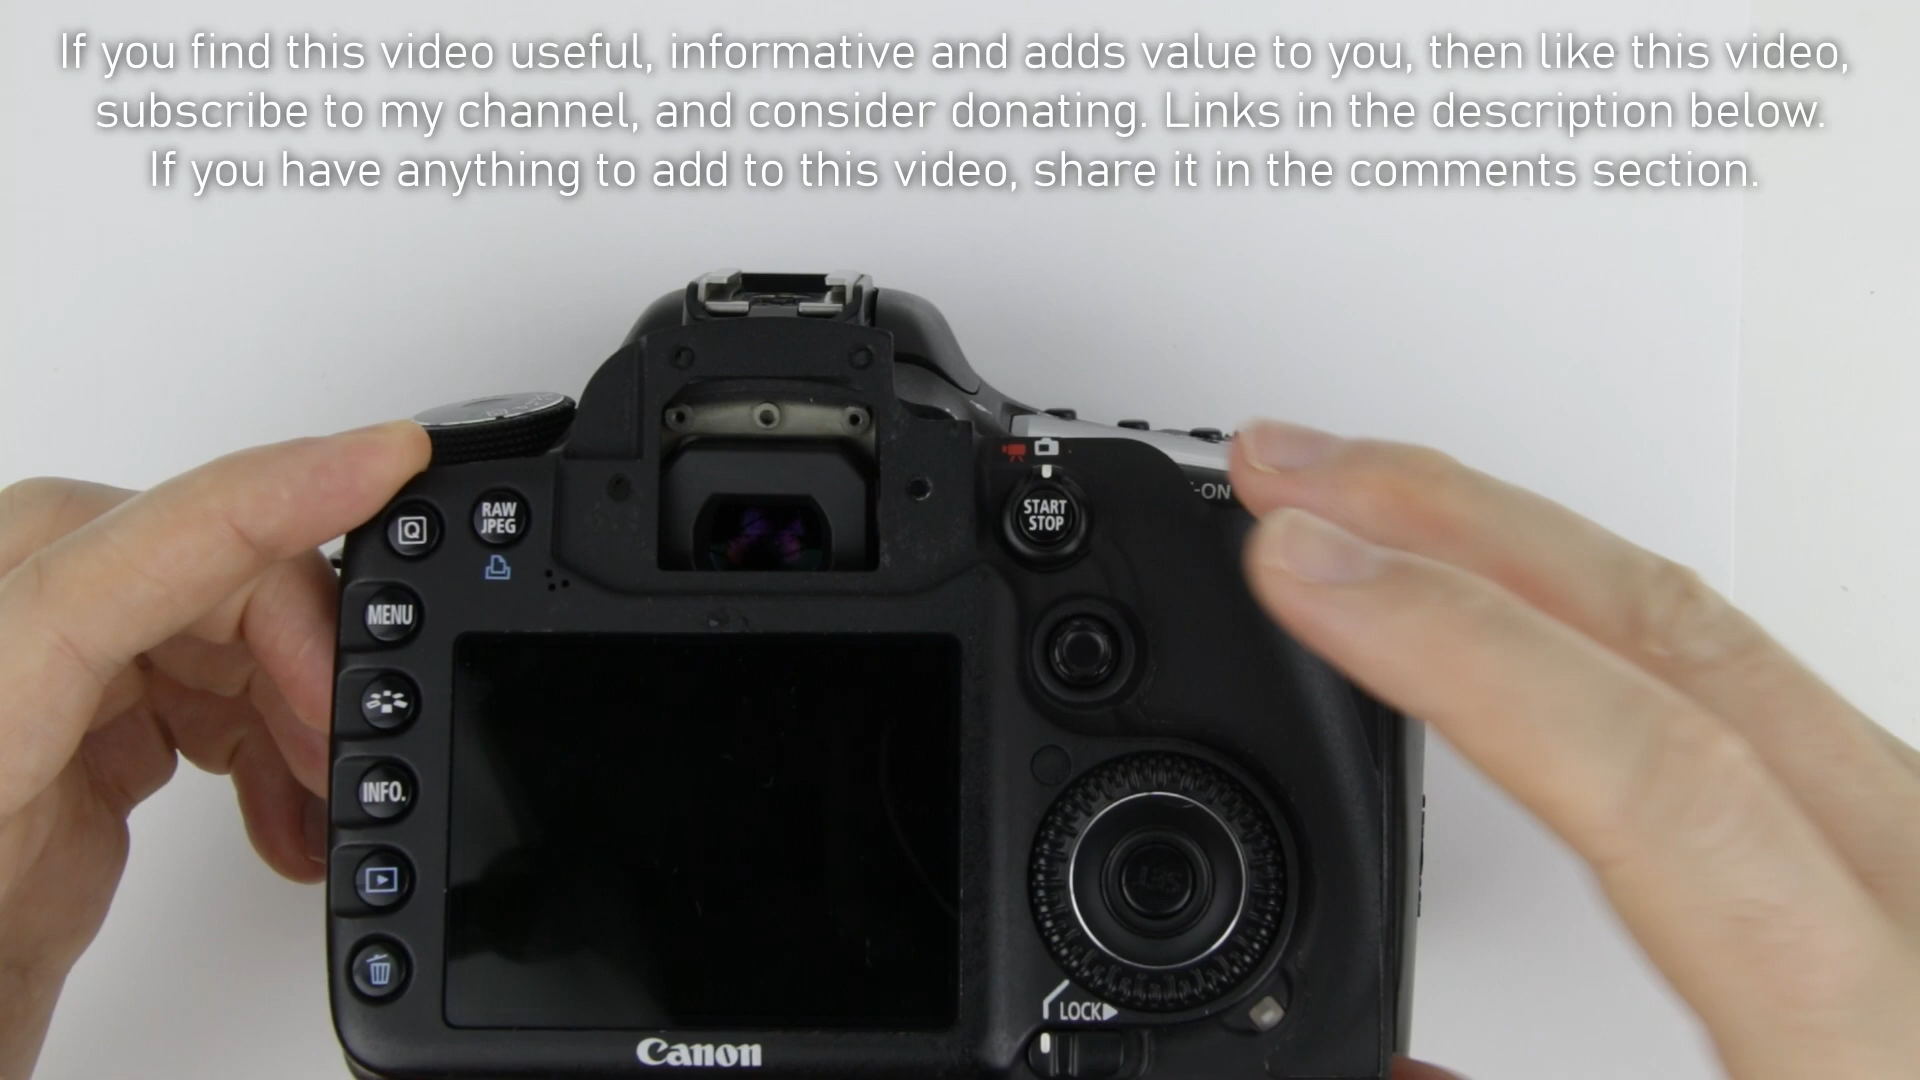 If you find this video useful, informative and adds value to you, then like this video,
subscribe to my channel, and consider donating. Links in the description below.
If you have anything to add to this video, share it in the comments section.
-ON
RAW
JPEG
START
STOP
Q
MENU
INFO.
SET
LOCK
Canon